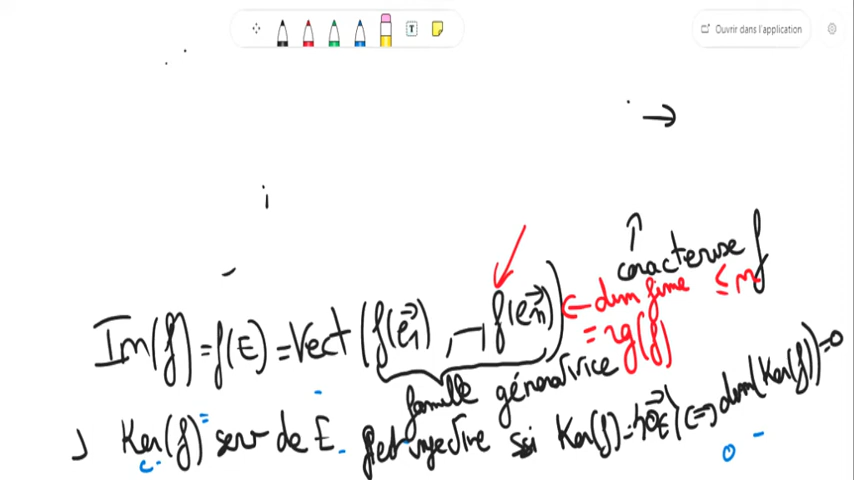 Ouvrir dans l'application
caracterise f
Im(f) = f(E) = Vect(f(e₁), —, f(eₙ)) ← dim finie ≤ n
= rg(f)
famille génératrice
Ker(f) sev de E f est injective ssi Ker(f) = {0E} ⇔ dim(Ker(f)) = 0